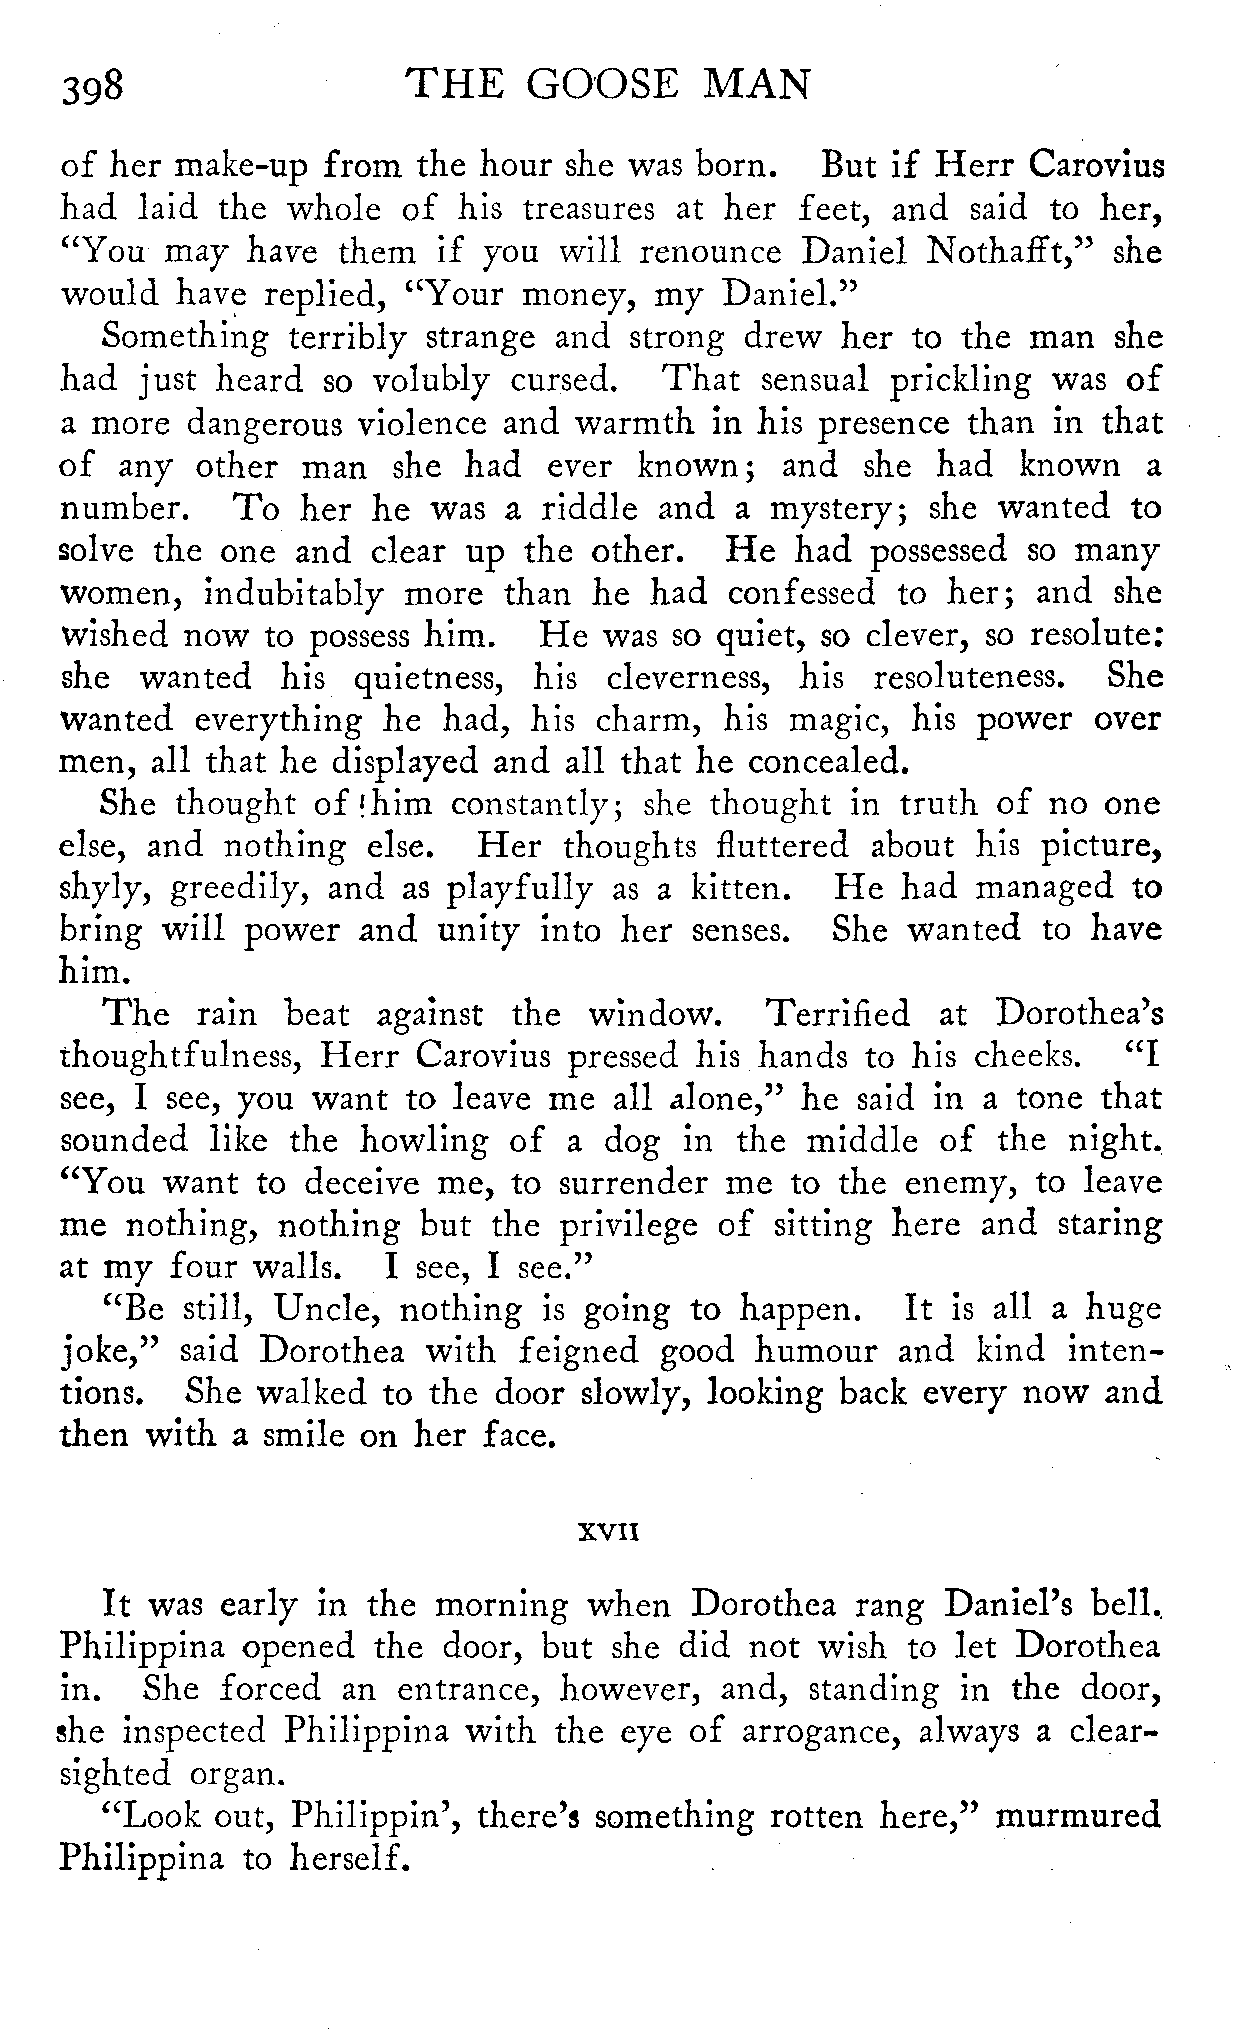 398 THE GOOSE MAN
of her make-up from the hour she was born. But if Herr Carovius
had laid the whole of his treasures at her feet, and said to her,
“You may have them if you will renounce Daniel Nothafft,” she
would have replied, “Your money, my Daniel.”
Something terribly strange and strong drew her to the man she
had just heard so volubly cursed. That sensual prickling was of
a more dangerous violence and warmth in his presence than in that
of any other man she had ever known; and she had known a
number. To her he was a riddle and a mystery; she wanted to
solve the one and clear up the other. He had possessed so many
women, indubitably more than he had confessed to her; and she
wished now to possess him. He was so quiet, so clever, so resolute:
she wanted his quietness, his cleverness, his resoluteness. She
wanted everything he had, his charm, his magic, his power over
men, all that he displayed and all that he concealed.
She thought of him constantly; she thought in truth of no one
else, and nothing else. Her thoughts fluttered about his picture,
shyly, greedily, and as playfully as a kitten. He had managed to
bring will power and unity into her senses. She wanted to have
him.
The rain beat against the window. Terrified at Dorothea’s
thoughtfulness, Herr Carovius pressed his hands to his cheeks. “I
see, I see, you want to leave me all alone,” he said in a tone that
sounded like the howling of a dog in the middle of the night.
“You want to deceive me, to surrender me to the enemy, to leave
me nothing, nothing but the privilege of sitting here and staring
at my four walls. I see, I see.”
“Be still, Uncle, nothing is going to happen. It is all a huge
joke,” said Dorothea with feigned good humour and kind inten-
tions. She walked to the door slowly, looking back every now and
then with a smile on her face.
XVII
It was early in the morning when Dorothea rang Daniel’s bell.
Philippina opened the door, but she did not wish to let Dorothea
in. She forced an entrance, however, and, standing in the door,
she inspected Philippina with the eye of arrogance, always a clear-
sighted organ.
“Look out, Philippin’, there’s something rotten here,” murmured
Philippina to herself.